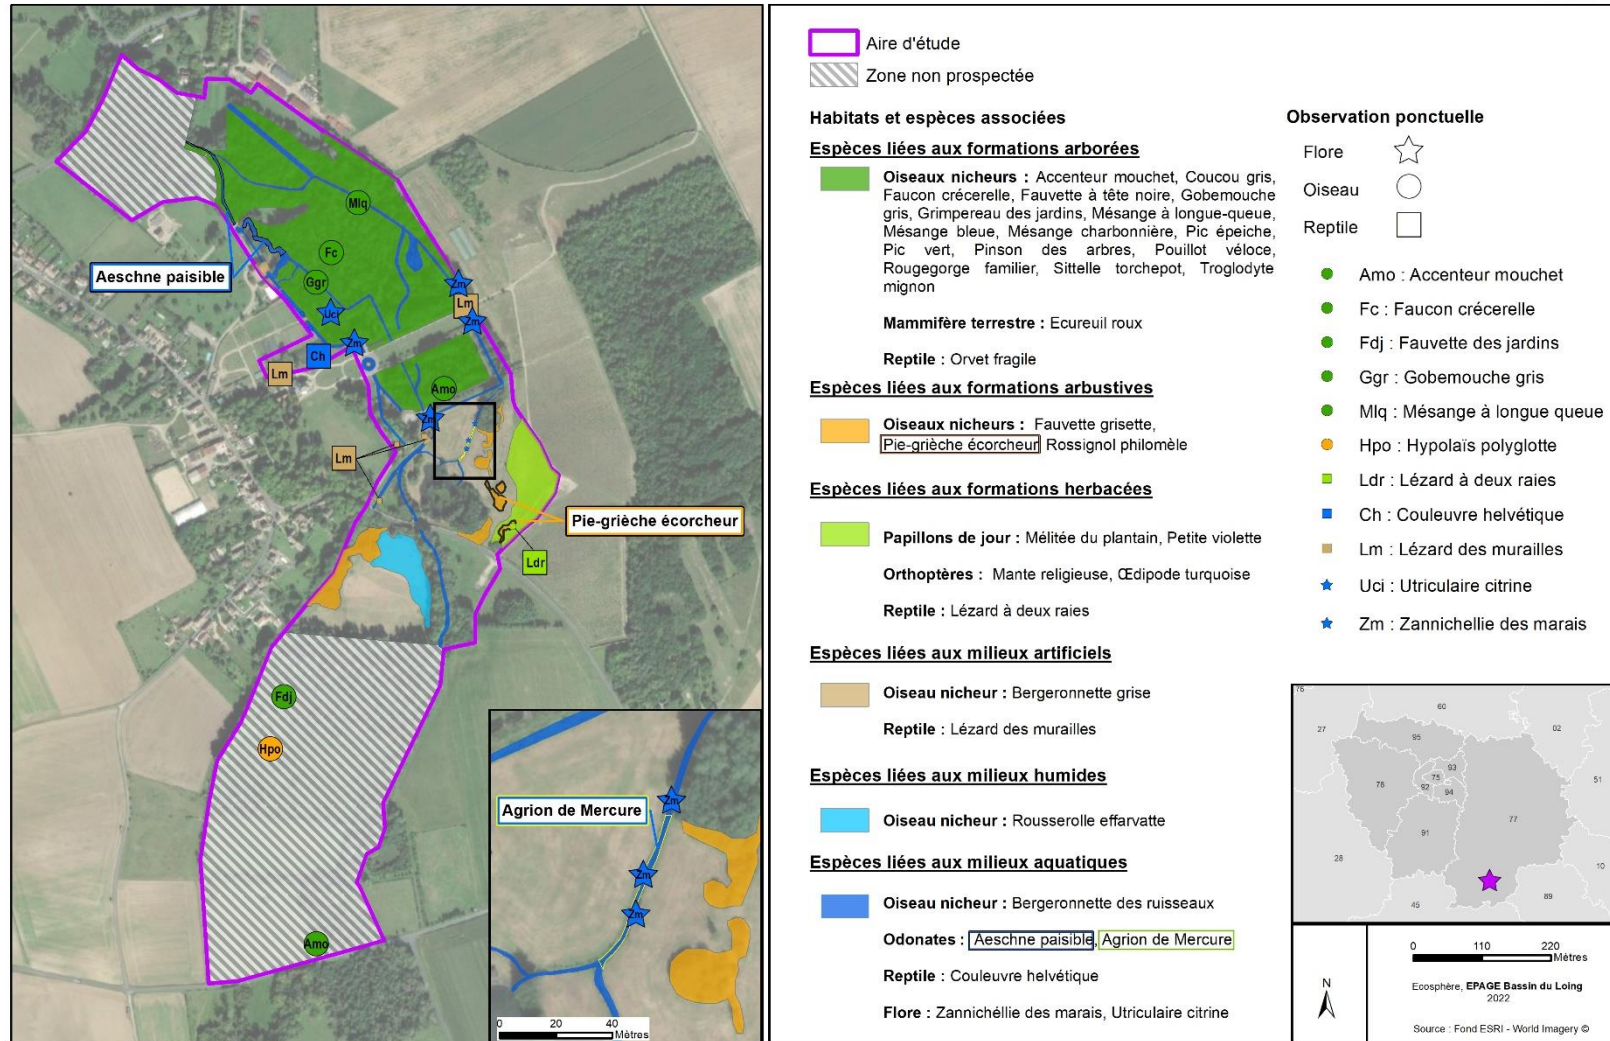 Mlq
Fc
Aeschne paisible
Ggr
Zm
Lm
Uci
Zm
Zm
Ch
Lm
Amo
Zm
Lm
Pie-grièche écorcheur
Ldr
Fdj
Hpo
Amo
Zm
Agrion de Mercure
Zm
Zm
0 20 40
Mètres
Aire d'étude
Zone non prospectée
Habitats et espèces associées
Espèces liées aux formations arborées
Oiseaux nicheurs : Accenteur mouchet, Coucou gris,
Faucon crécerelle, Fauvette à tête noire, Gobemouche
gris, Grimpereau des jardins, Mésange à longue-queue,
Mésange bleue, Mésange charbonnière, Pic épeiche,
Pic vert, Pinson des arbres, Pouillot véloce,
Rougegorge familier, Sittelle torchepot, Troglodyte
mignon
Mammifère terrestre : Ecureuil roux
Reptile : Orvet fragile
Espèces liées aux formations arbustives
Oiseaux nicheurs : Fauvette grisette,
Pie-grièche écorcheur Rossignol philomèle
Espèces liées aux formations herbacées
Papillons de jour : Mélitée du plantain, Petite violette
Orthoptères : Mante religieuse, Œdipode turquoise
Reptile : Lézard à deux raies
Espèces liées aux milieux artificiels
Oiseau nicheur : Bergeronnette grise
Reptile : Lézard des murailles
Espèces liées aux milieux humides
Oiseau nicheur : Rousserolle effarvatte
Espèces liées aux milieux aquatiques
Oiseau nicheur : Bergeronnette des ruisseaux
Odonates : Aeschne paisible, Agrion de Mercure
Reptile : Couleuvre helvétique
Flore : Zannichéllie des marais, Utriculaire citrine
Observation ponctuelle
Flore
Oiseau
Reptile
Amo : Accenteur mouchet
Fc : Faucon crécerelle
Fdj : Fauvette des jardins
Ggr : Gobemouche gris
Mlq : Mésange à longue queue
Hpo : Hypolaïs polyglotte
Ldr : Lézard à deux raies
Ch : Couleuvre helvétique
Lm : Lézard des murailles
Uci : Utriculaire citrine
Zm : Zannichellie des marais
76
60
02
27
95
51
93
75
78
92
94
77
91
28
10
45
89
N
0 110 220
Mètres
Ecosphère, EPAGE Bassin du Loing
2022
Source : Fond ESRI - World Imagery ©